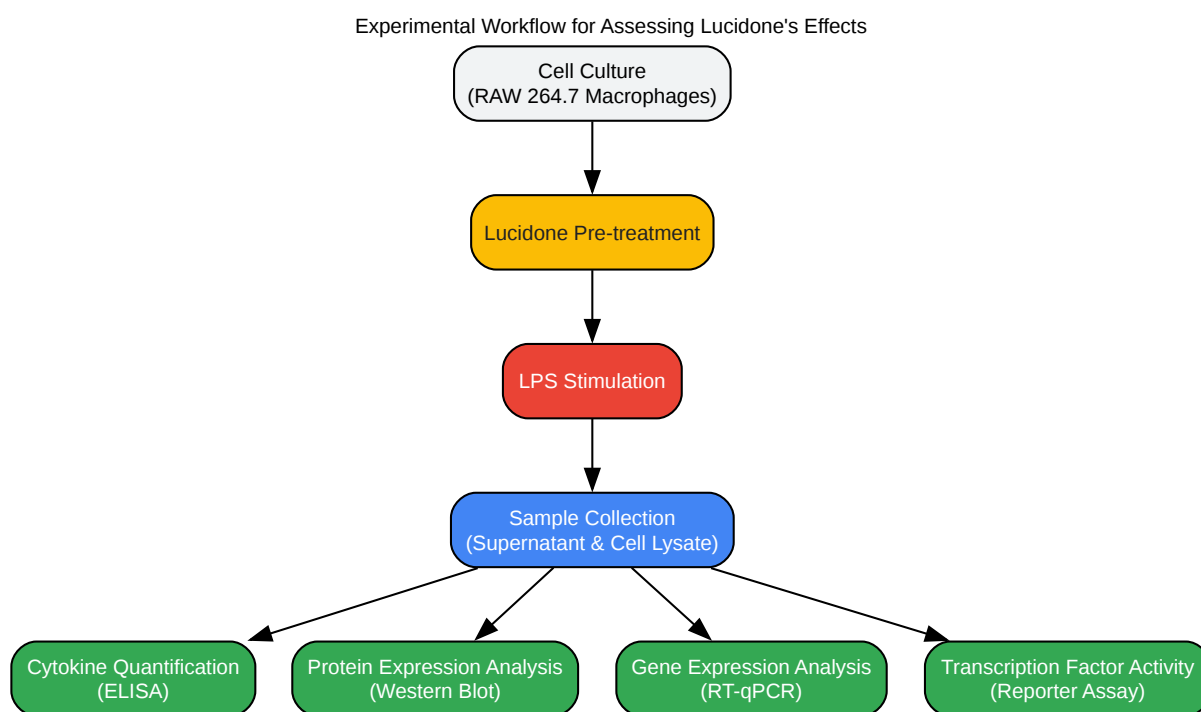 Experimental Workflow for Assessing Lucidone's Effects
Cell Culture
(RAW 264.7 Macrophages)
Lucidone Pre-treatment
LPS Stimulation
Sample Collection
(Supernatant & Cell Lysate)
Cytokine Quantification
(ELISA)
Protein Expression Analysis
(Western Blot)
Gene Expression Analysis
(RT-qPCR)
Transcription Factor Activity
(Reporter Assay)